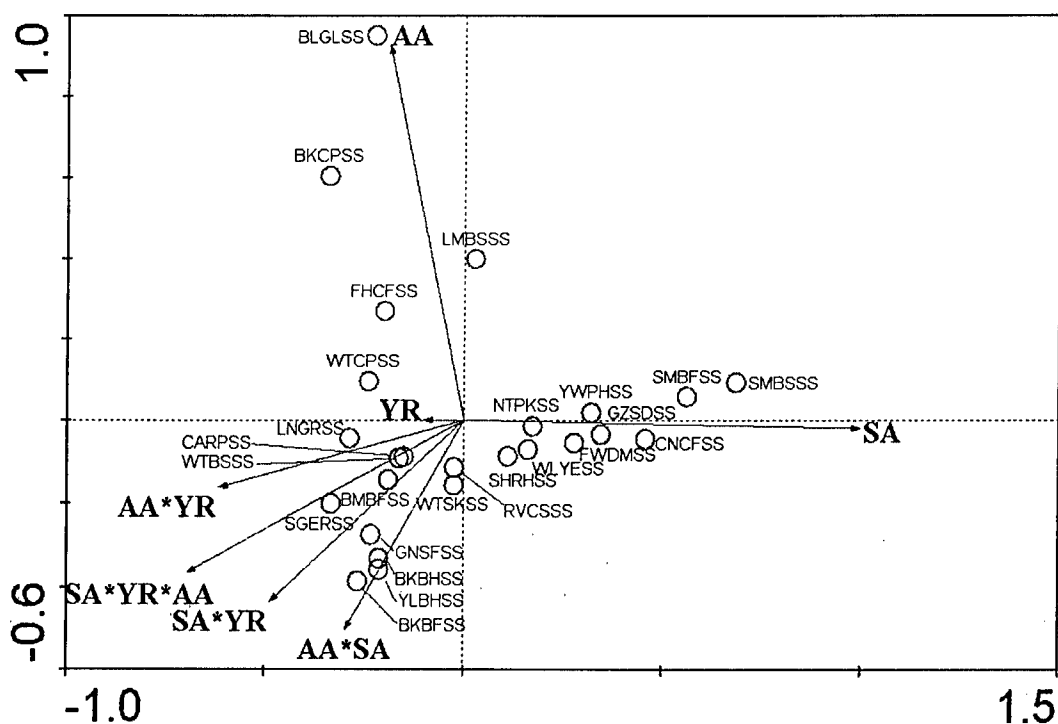 1.0
BLGLSS
AA
BKCPSS
LMBSSS
FHCFSS
WTCPSS
YR
NTPKSS
YWPHSS
SMBFSS
SMBSSS
GZSDSS
SA
LNGRSS
CARPSS
WTBSSS
CNCFSS
FWDMSS
WLYESS
SHRHSS
AA*YR
BMBFSS
WTSKSS
RVCSSS
SGERSS
GNSFSS
BKBHSS
SA*YR*AA
YLBHSS
SA*YR
BKBFSS
AA*SA
-0.6
-1.0
1.5